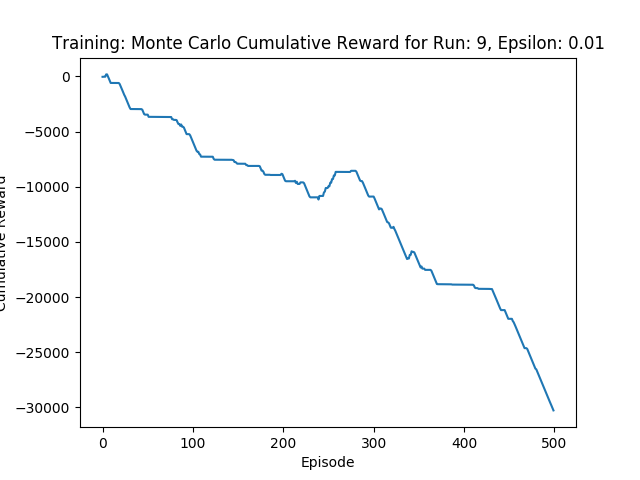 Training: Monte Carlo Cumulative Reward for Run: 9, Epsilon: 0.01
Cumulative Reward
0
−5000
−10000
−15000
−20000
−25000
−30000
0 100 200 300 400 500
Episode